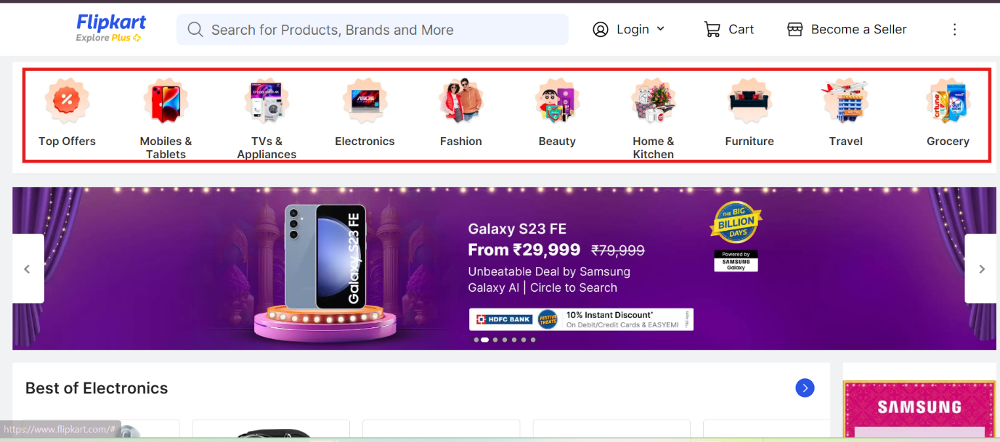 Flipkart
Explore Plus
Search for Products, Brands and More
Login
Cart
Become a Seller
Top Offers
Mobiles &
Tablets
TVs &
Appliances
Electronics
Fashion
Beauty
Home &
Kitchen
Furniture
Travel
Grocery
ASUS
HOTEL
Surf
Galaxy S23 FE
Galaxy S23 FE
From ₹29,999 ₹79,999
Unbeatable Deal by Samsung
Galaxy AI | Circle to Search
HDFC BANK
FESTIVE
TREATS
10% Instant Discount*
On Debit/Credit Cards & EASYEMI
THE BIG
BILLION
DAYS
Powered by
SAMSUNG
Galaxy
Best of Electronics
SAMSUNG
https://www.flipkart.com/#